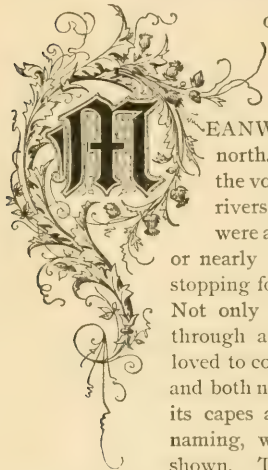 MEANW
north
the vo
rivers
were a
or nearly
stopping fo
Not only
through a
loved to co
and both n
its capes a
naming, w
shown. T